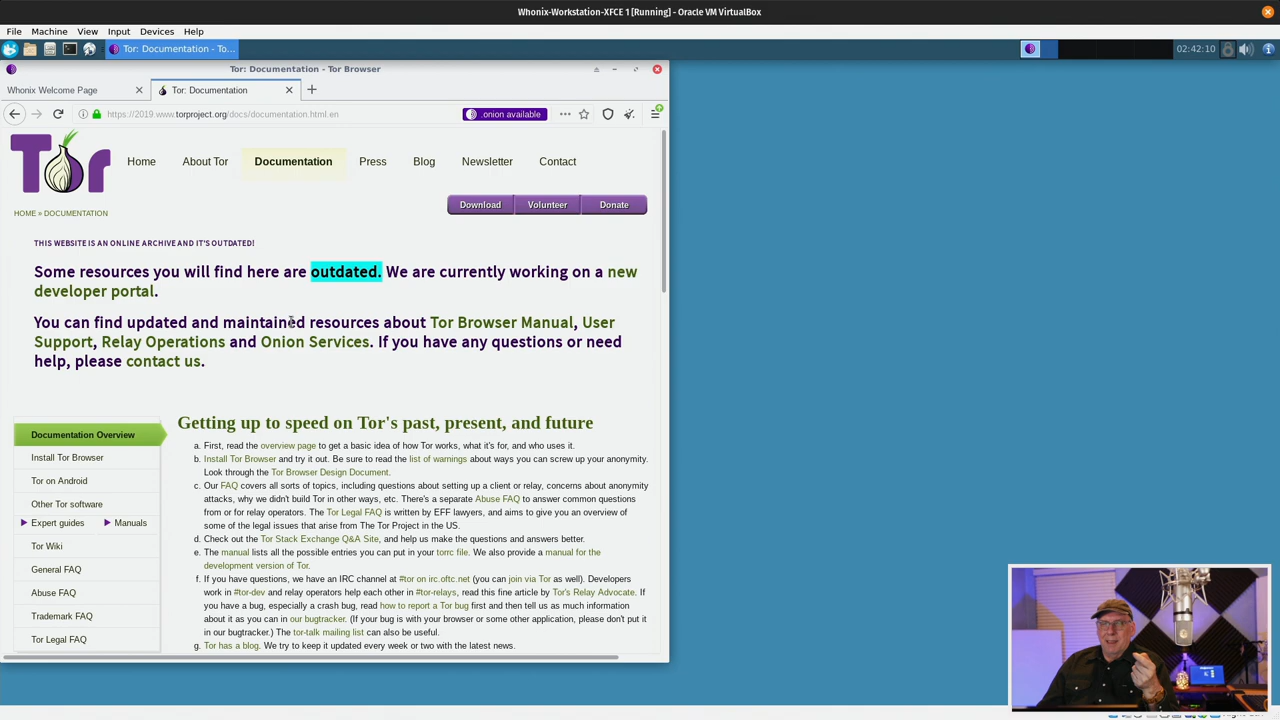 Whonix-Workstation-XFCE 1 [Running] - Oracle VM VirtualBox
File Machine View Input Devices Help
Tor: Documentation - To...
02:42:10
Tor: Documentation - Tor Browser
Whonix Welcome Page
Tor: Documentation
https://2019.www.torproject.org/docs/documentation.html.en
.onion available
Tor
Home About Tor Documentation Press Blog Newsletter Contact
Download Volunteer Donate
HOME » DOCUMENTATION
THIS WEBSITE IS AN ONLINE ARCHIVE AND IT'S OUTDATED!
Some resources you will find here are outdated. We are currently working on a new
developer portal.
You can find updated and maintained resources about Tor Browser Manual, User
Support, Relay Operations and Onion Services. If you have any questions or need
help, please contact us.
Documentation Overview
Install Tor Browser
Tor on Android
Other Tor software
Expert guides Manuals
Tor Wiki
General FAQ
Abuse FAQ
Trademark FAQ
Tor Legal FAQ
Getting up to speed on Tor's past, present, and future
a. First, read the overview page to get a basic idea of how Tor works, what it's for, and who uses it.
b. Install Tor Browser and try it out. Be sure to read the list of warnings about ways you can screw up your anonymity.
Look through the Tor Browser Design Document.
c. Our FAQ covers all sorts of topics, including questions about setting up a client or relay, concerns about anonymity
attacks, why we didn't build Tor in other ways, etc. There's a separate Abuse FAQ to answer common questions
from or for relay operators. The Tor Legal FAQ is written by EFF lawyers, and aims to give you an overview of
some of the legal issues that arise from The Tor Project in the US.
d. Check out the Tor Stack Exchange Q&A Site, and help us make the questions and answers better.
e. The manual lists all the possible entries you can put in your torrc file. We also provide a manual for the
development version of Tor.
f. If you have questions, we have an IRC channel at #tor on irc.oftc.net (you can join via Tor as well). Developers
work in #tor-dev and relay operators help each other in #tor-relays, read this fine article by Tor's Relay Advocate. If
you have a bug, especially a crash bug, read how to report a Tor bug first and then tell us as much information
about it as you can in our bugtracker. (If your bug is with your browser or some other application, please don't put it
in our bugtracker.) The tor-talk mailing list can also be useful.
g. Tor has a blog. We try to keep it updated every week or two with the latest news.